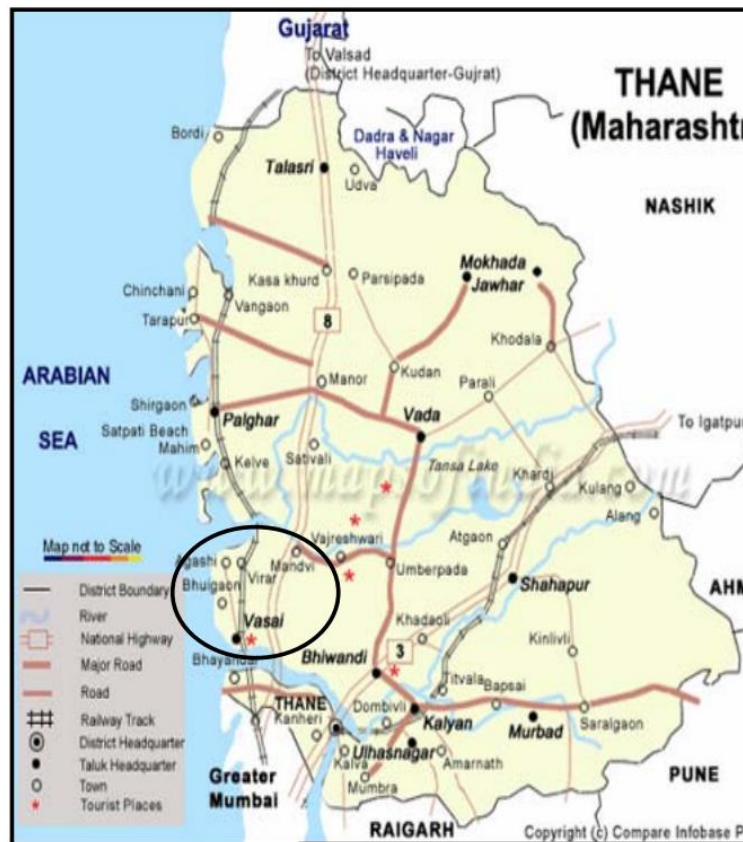 Gujarat
To Valsad
(District Headquarter-Gujrat)
THANE
(Maharashtr
Dadra & Nagar
Haveli
Bordi
Talasri
Udva
NASHIK
Mokhada
Jawhar
Kasa khurd
Parsipada
Chinchani
Vangaon
Tarapur
8
Khodala
ARABIAN
SEA
Manor
Kudan
Parali
Shirgaon
Palghar
Vada
To Igatpur
Satpati Beach
Mahim
Sativali
Tansa Lake
Kelve
Khardi
Kulang
www.mapsofindia.com
Alang
Atgaon
Map not to Scale
Agashi
Virar
Mandvi
Vajreshwari
Umberpada
Bhuigaon
Shahapur
AHM
Vasai
Khadaoli
Kinlivli
Bhayandar
Bhiwandi
3
Titvala
Bapsai
THANE
Kanheri
Dombivli
Kalyan
Murbad
Saralgaon
Ulhasnagar
Kalva
Amarnath
Mumbra
Greater
Mumbai
PUNE
RAIGARH
District Boundary
River
National Highway
Major Road
Road
Railway Track
District Headquarter
Taluk Headquarter
Town
Tourist Places
Copyright (c) Compare Infobase P